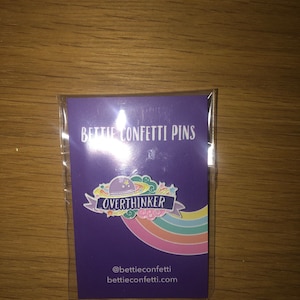 BETTIE CONFETTI PINS
OVERTHINKER
@bettieconfetti
bettieconfetti.com